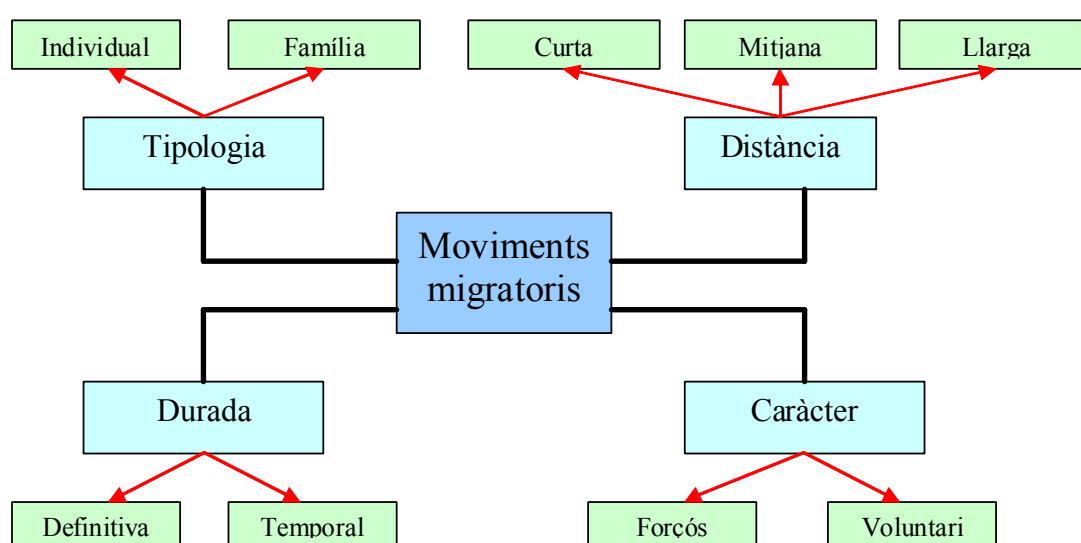 Individual
Família
Curta
Mitjana
Llarga
Tipologia
Distància
Moviments
migratoris
Durada
Caràcter
Definitiva
Temporal
Forçós
Voluntari